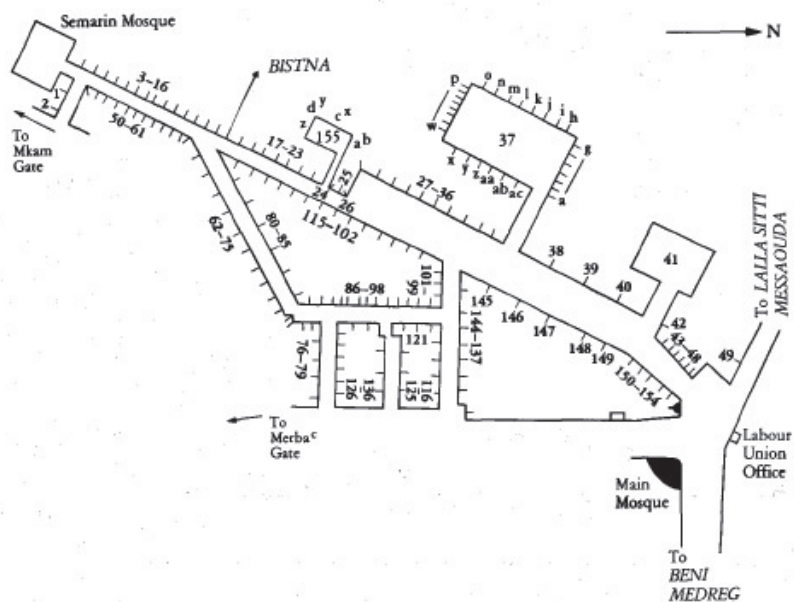 Semarin Mosque
N
3–16
BISTNA
1
2
50–61
To
Mkam
Gate
17–23
d
y
c
x
z
155
a
b
24
25
26
27–36
115–102
62–75
80–85
86–98
101–
99
76–79
126
136
121
125
116
144–137
To
Merbaᶜ
Gate
p
o
n
m
l
k
j
i
h
g
w
37
x
y
z
aa
ab
ac
a
38
39
40
41
42
43–48
49
To LALLA SITTI
MESSAOUDA
145
146
147
148
149
150–154
Labour
Union
Office
Main
Mosque
To
BENI
MEDREG